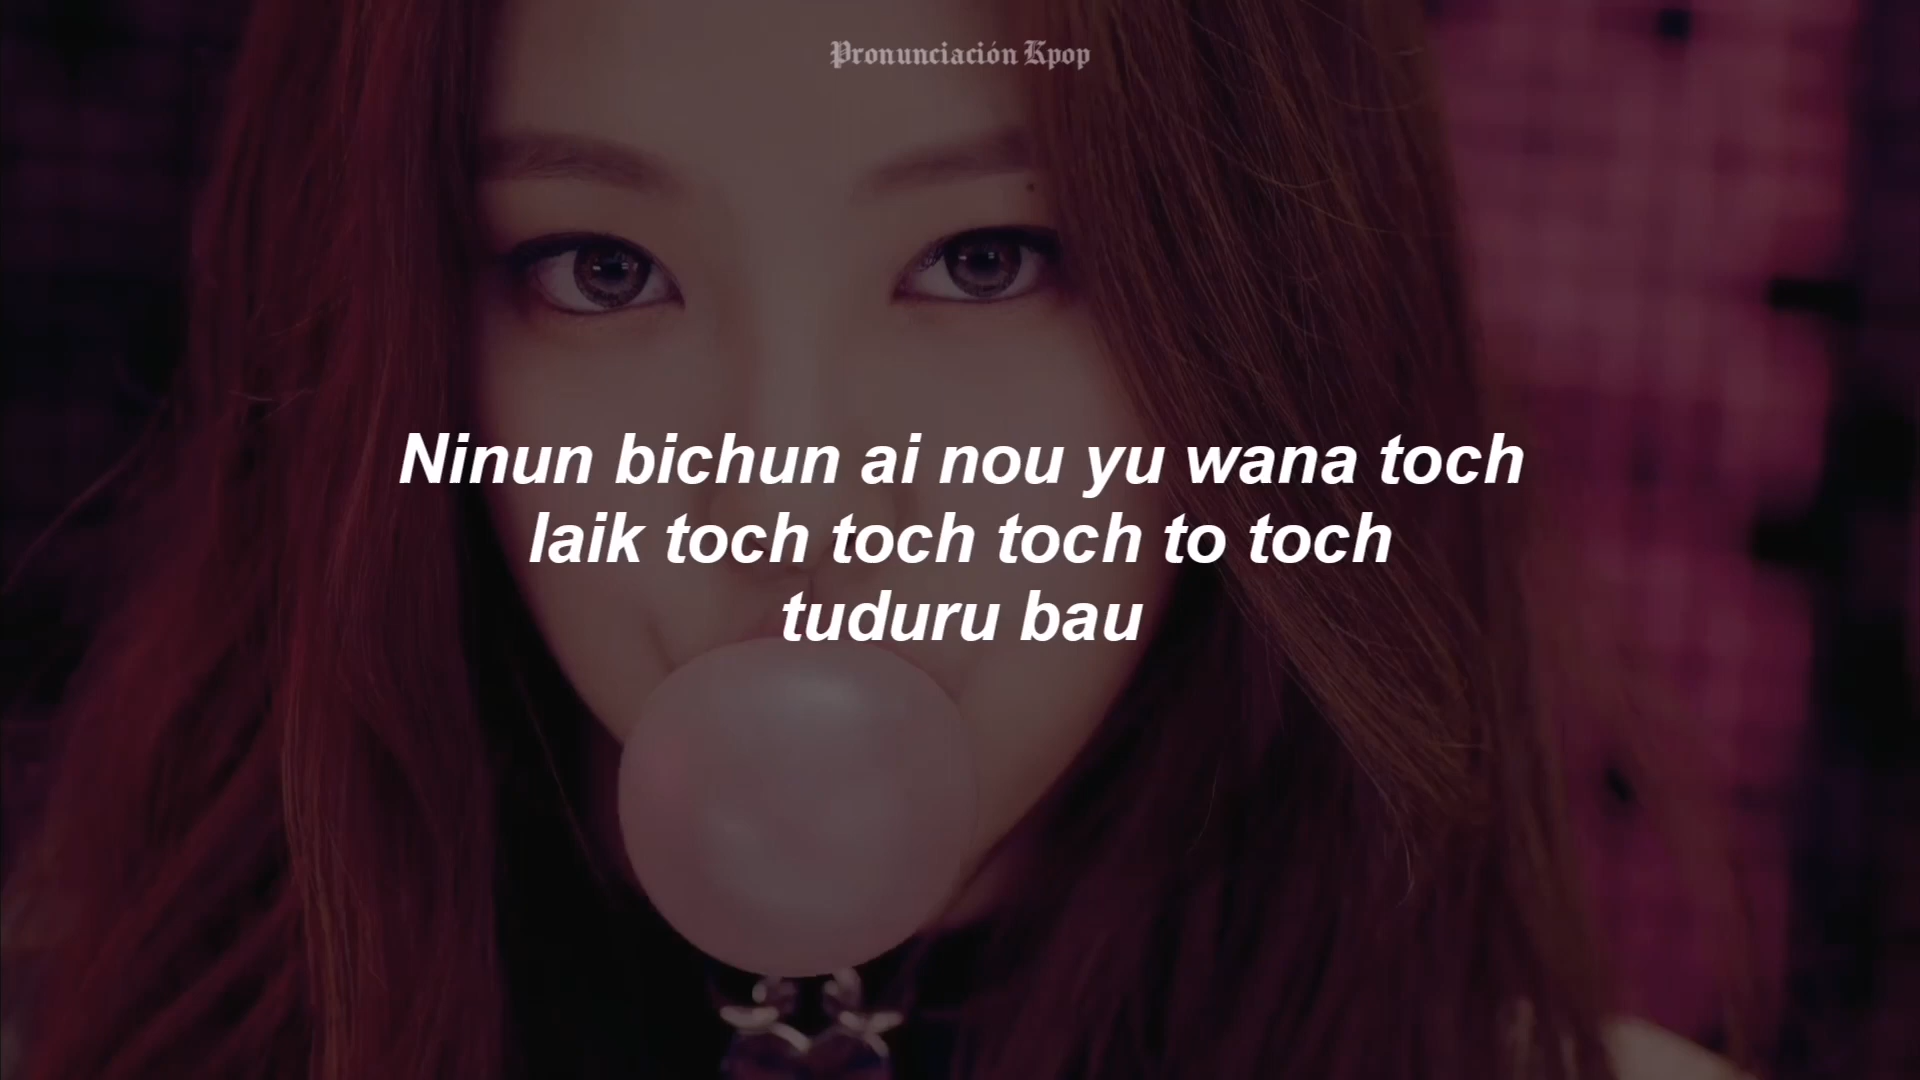 Pronunciación Kpop
Ninun bichun ai nou yu wana toch
laik toch toch toch to toch
tuduru bau